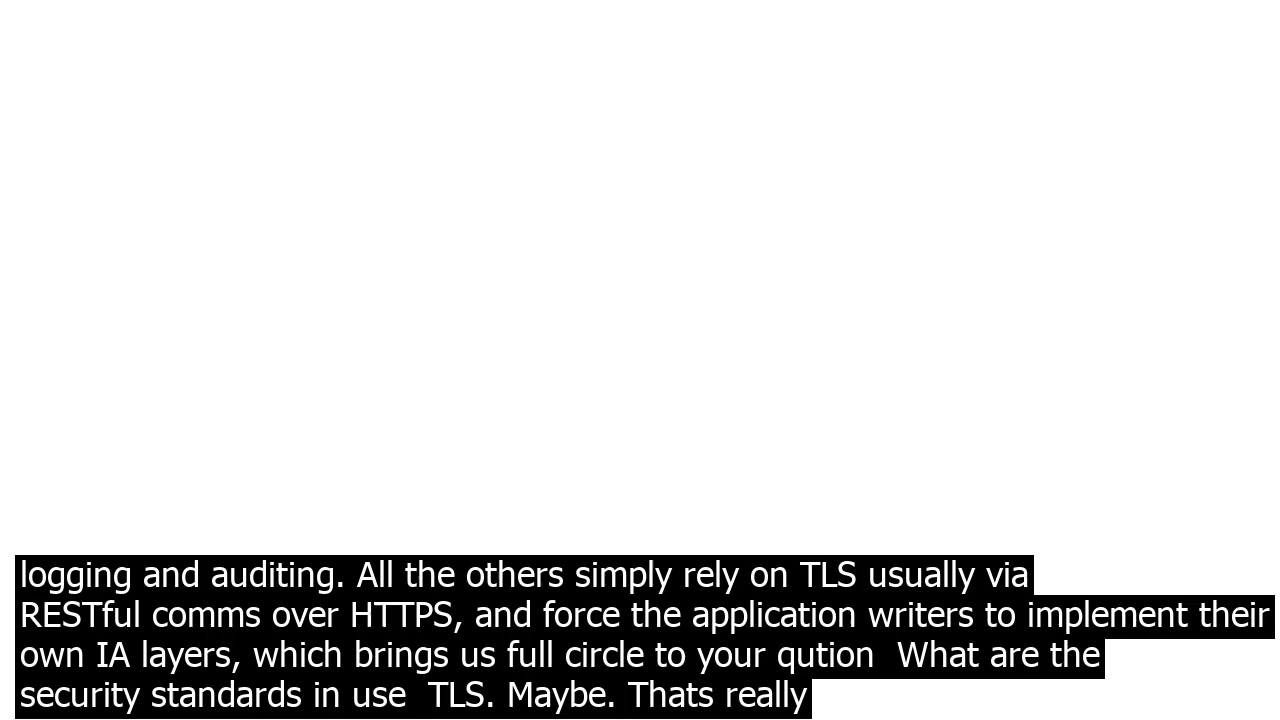 logging and auditing. All the others simply rely on TLS usually via
RESTful comms over HTTPS, and force the application writers to implement their
own IA layers, which brings us full circle to your qution  What are the
security standards in use  TLS. Maybe. Thats really